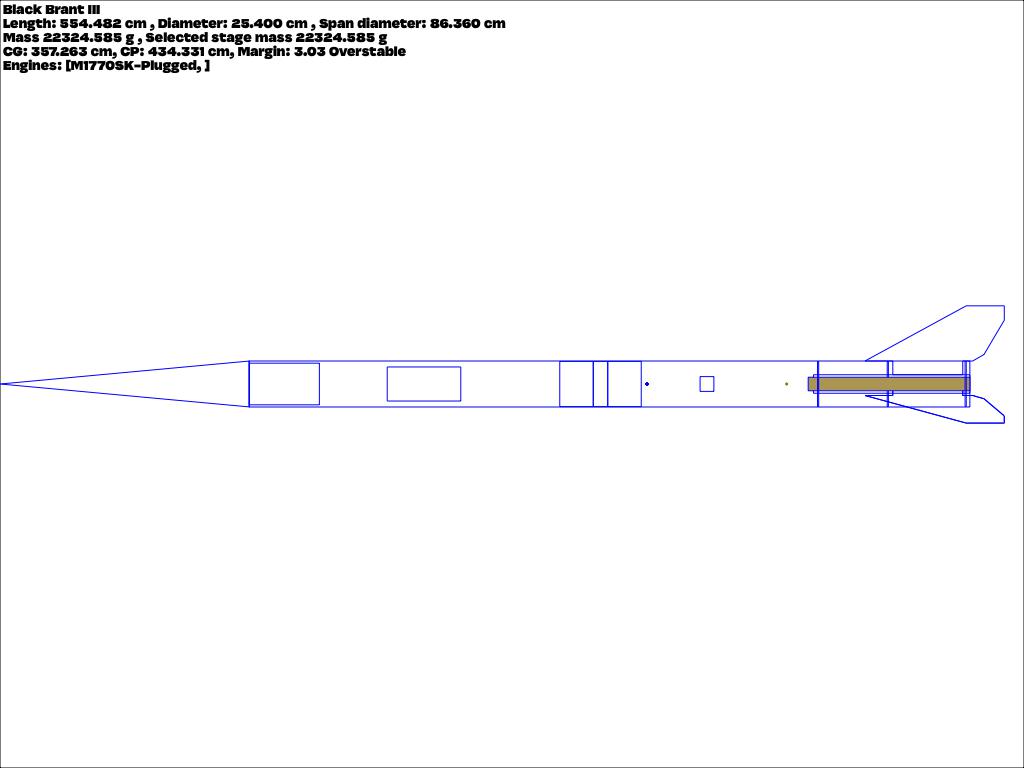 Black Brant III
Length: 554.482 cm , Diameter: 25.400 cm , Span diameter: 86.360 cm
Mass 22324.585 g , Selected stage mass 22324.585 g
CG: 357.263 cm, CP: 434.331 cm, Margin: 3.03 Overstable
Engines: [M1770SK-Plugged, ]